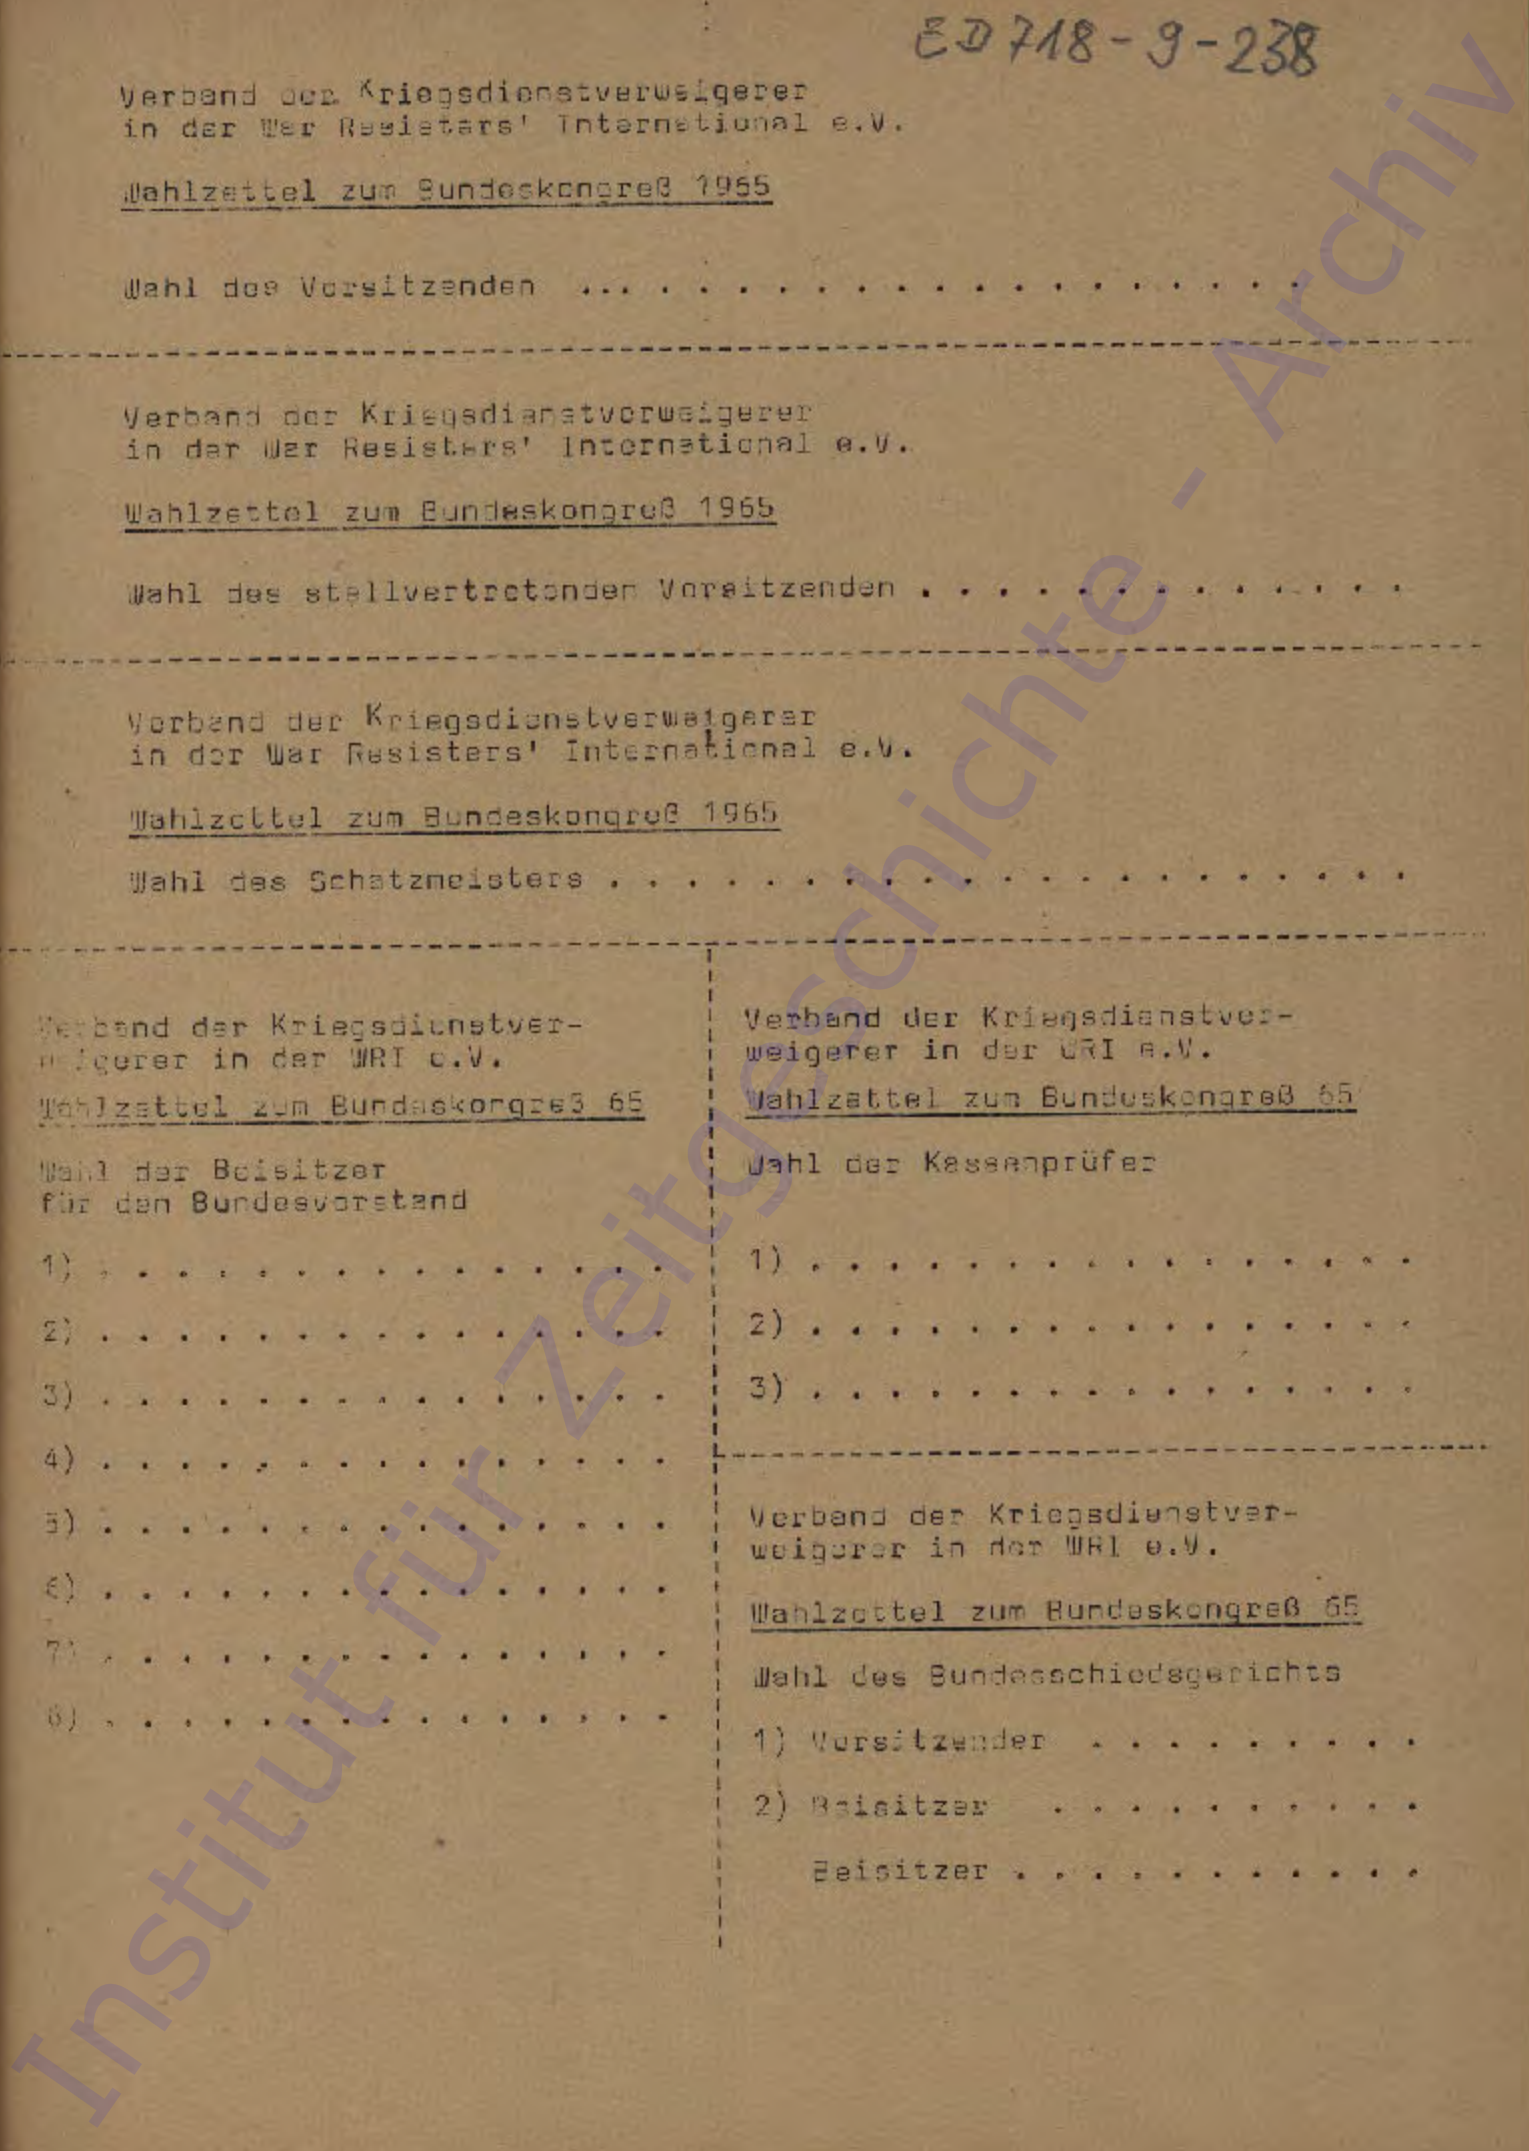 ED 718-9-238
Verband der Kriegsdienstverweigerer
in der War Resisters' International e.V.
Wahlzettel zum Bundeskongreß 1965
Wahl des Vorsitzenden ... . . . . . . . . . . . . . . . . .
Verband der Kriegsdienstverweigerer
in der War Resisters' International e.V.
Wahlzettel zum Bundeskongreß 1965
Wahl des stellvertretenden Vorsitzenden . . . . . . . . . . . . .
Verband der Kriegsdienstverweigerer
in der War Resisters' International e.V.
Wahlzettel zum Bundeskongreß 1965
Wahl des Schatzmeisters . . . . . . . . . . . . . . . . . . . . .
Verband der Kriegsdienstver-
weigerer in der WRI e.V.
Wahlzettel zum Bundeskongreß 65
Wahl der Beisitzer
für den Bundesvorstand
1) . . . . . . . . . . . . . . .
2) . . . . . . . . . . . . . . .
3) . . . . . . . . . . . . . . .
4) . . . . . . . . . . . . . . .
5) . . . . . . . . . . . . . . .
6) . . . . . . . . . . . . . . .
7) . . . . . . . . . . . . . . .
8) . . . . . . . . . . . . . . .
Verband der Kriegsdienstver-
weigerer in der WRI e.V.
Wahlzettel zum Bundeskongreß 65
Wahl der Kassenprüfer
1) . . . . . . . . . . . . . . . .
2) . . . . . . . . . . . . . . . .
3) . . . . . . . . . . . . . . . .
Verband der Kriegsdienstver-
weigerer in der WRI e.V.
Wahlzettel zum Bundeskongreß 65
Wahl des Bundesschiedsgerichts
1) Vorsitzender . . . . . . . . .
2) Beisitzer . . . . . . . . . .
Beisitzer . . . . . . . . . . .
Institut für Zeitgeschichte - Archiv